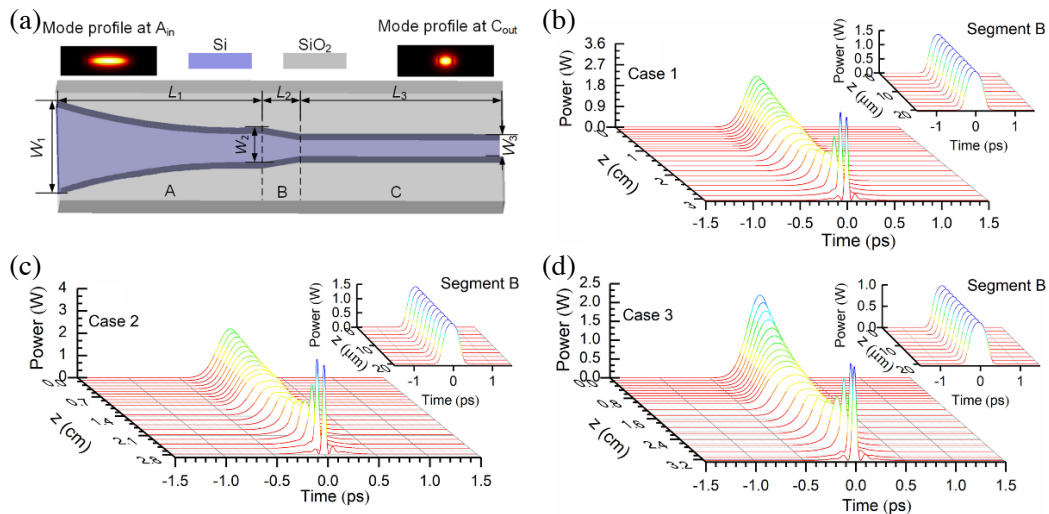 (a)
Mode profile at Ain
Si
SiO2
Mode profile at Cout
L1
L2
L3
W1
W2
W3
A
B
C
(b)
Case 1
Power (W)
3.6
2.7
1.8
0.9
0.0
z (cm)
0
1
2
3
-1.5 -1.0 -0.5 0.0 0.5 1.0 1.5
Time (ps)
Segment B
Power (W)
1.5
1.0
0.5
0.0
z (μm)
0
10
20
-1 0 1
Time (ps)
(c)
Case 2
Power (W)
4
3
2
1
0
z (cm)
0.0
0.7
1.4
2.1
2.8
-1.5 -1.0 -0.5 0.0 0.5 1.0 1.5
Time (ps)
Segment B
Power (W)
1.5
1.0
0.5
0.0
z (μm)
0
10
20
-1 0 1
Time (ps)
(d)
Case 3
Power (W)
2.5
2.0
1.5
1.0
0.5
0.0
z (cm)
0.0
0.8
1.6
2.4
3.2
-1.5 -1.0 -0.5 0.0 0.5 1.0 1.5
Time (ps)
Segment B
Power (W)
1.0
0.5
0.0
z (μm)
0
10
20
-1 0 1
Time (ps)